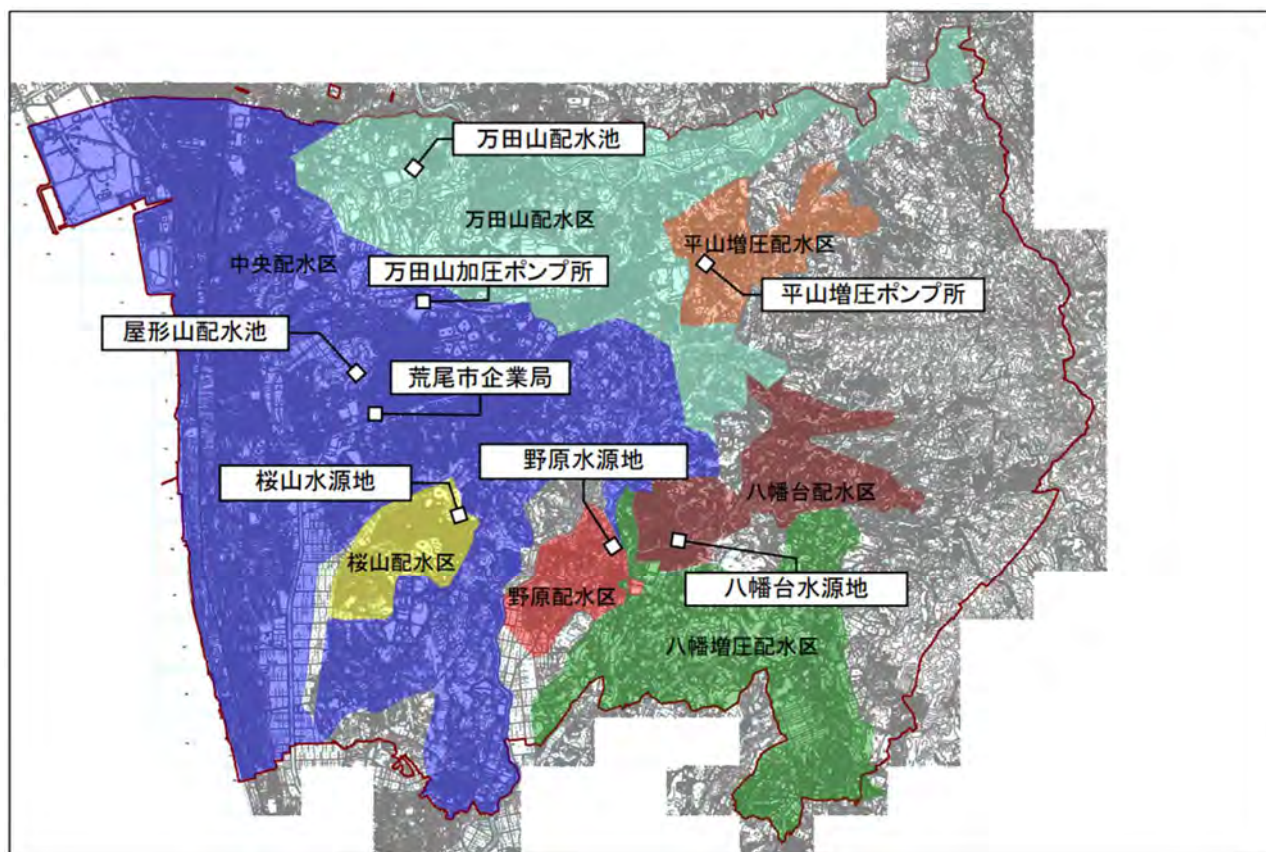 万田山配水池
万田山配水区
平山増圧配水区
中央配水区
万田山加圧ポンプ所
平山増圧ポンプ所
屋形山配水池
荒尾市企業局
野原水源地
桜山水源地
八幡台配水区
桜山配水区
野原配水区
八幡台水源地
八幡増圧配水区